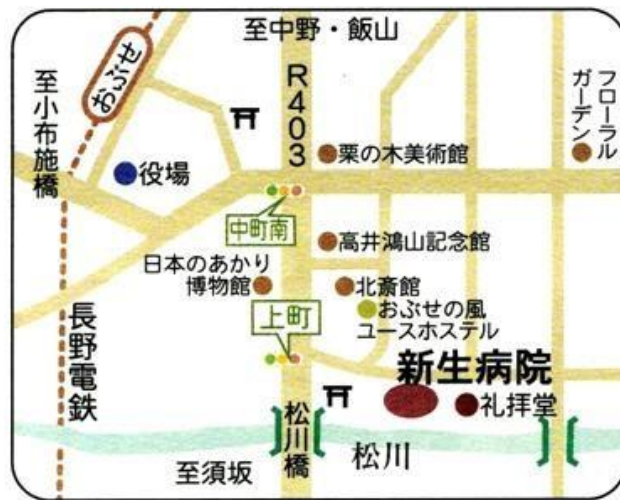 至中野・飯山
おぶせ
至小布施橋
R403
フローラル
ガーデン
役場
栗の木美術館
中町南
高井鴻山記念館
日本のあかり
博物館
北斎館
おぶせの風
ユースホステル
上町
長野電鉄
新生病院
礼拝堂
松川橋
松川
至須坂